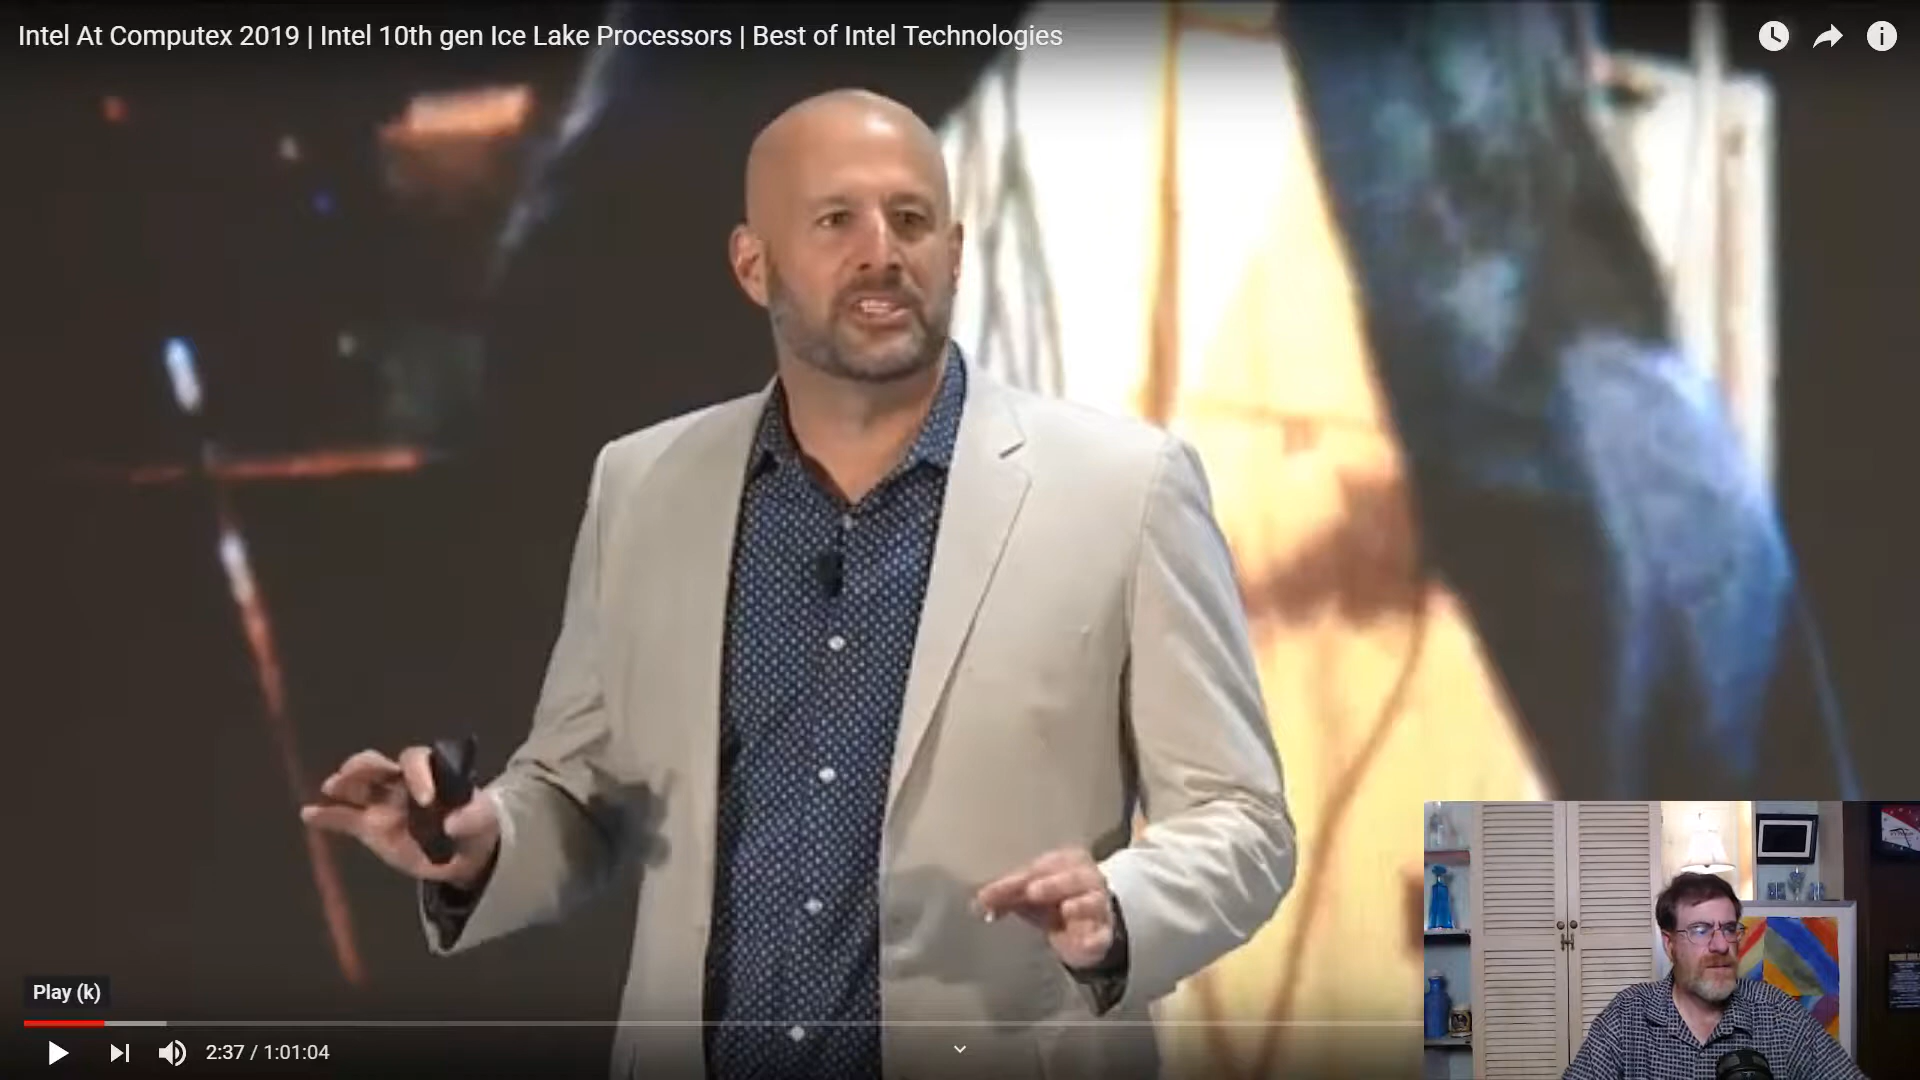 Intel At Computex 2019 | Intel 10th gen Ice Lake Processors | Best of Intel Technologies
Play (k)
2:37 / 1:01:04